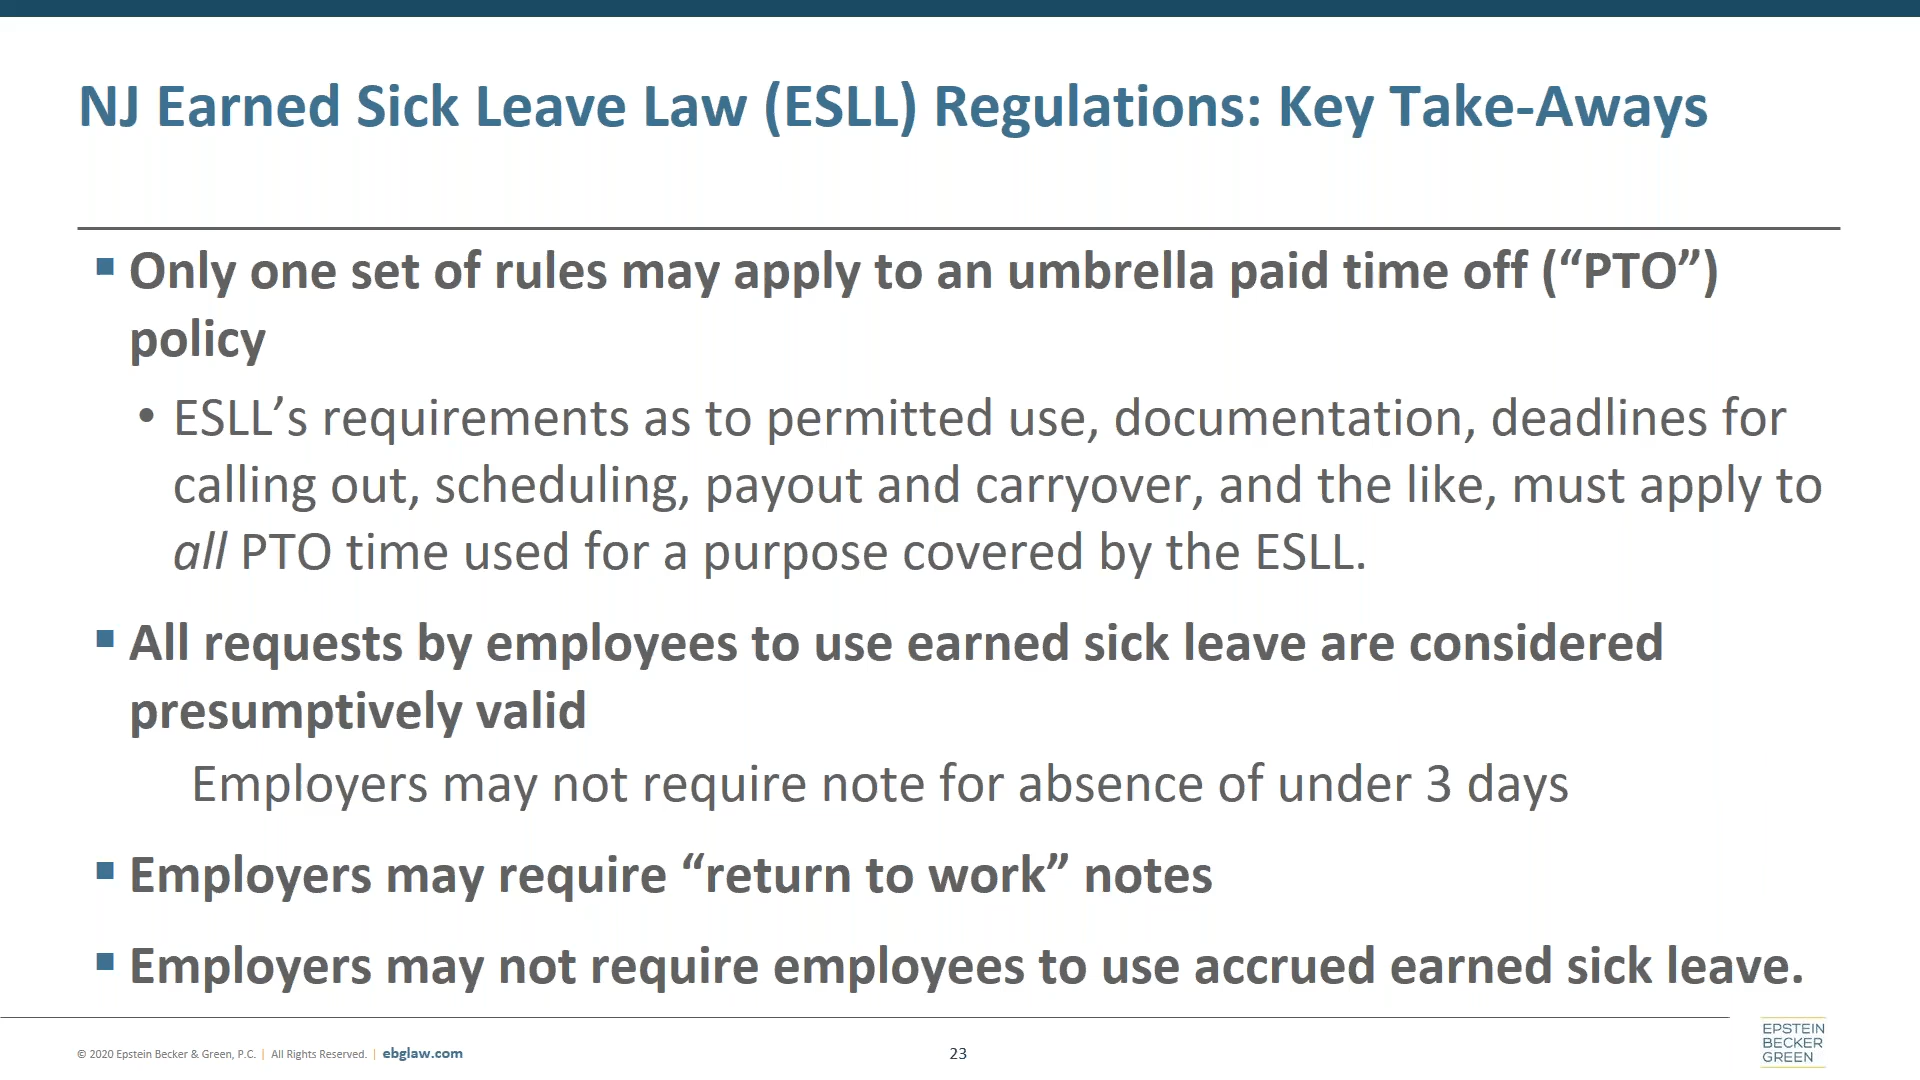 NJ Earned Sick Leave Law (ESLL) Regulations: Key Take-Aways
▪ Only one set of rules may apply to an umbrella paid time off (“PTO”)
policy
• ESLL’s requirements as to permitted use, documentation, deadlines for
calling out, scheduling, payout and carryover, and the like, must apply to
all PTO time used for a purpose covered by the ESLL.
▪ All requests by employees to use earned sick leave are considered
presumptively valid
Employers may not require note for absence of under 3 days
▪ Employers may require “return to work” notes
▪ Employers may not require employees to use accrued earned sick leave.
© 2020 Epstein Becker & Green, P.C. | All Rights Reserved. | ebglaw.com
23
EPSTEIN
BECKER
GREEN